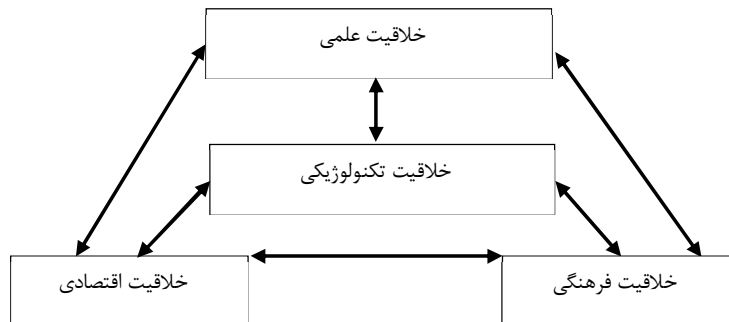 خلاقیت علمی
خلاقیت تکنولوژیکی
خلاقیت فرهنگی
خلاقیت اقتصادی